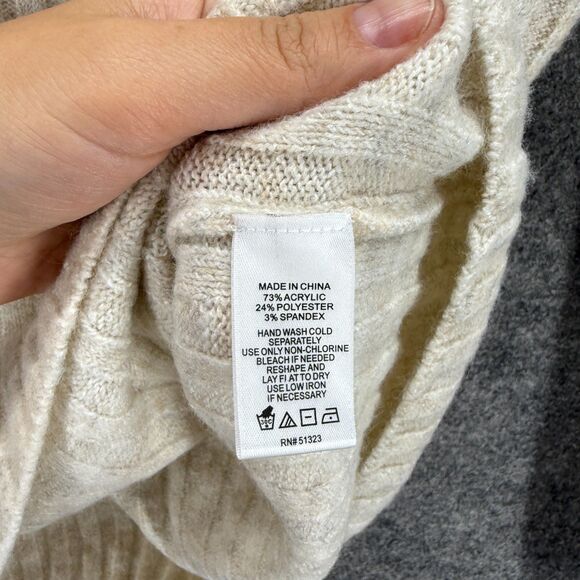 MADE IN CHINA
73% ACRYLIC
24% POLYESTER
3% SPANDEX
HAND WASH COLD
SEPARATELY
USE ONLY NON-CHLORINE
BLEACH IF NEEDED
RESHAPE AND
LAY FI AT TO DRY
USE LOW IRON
IF NECESSARY
30C
RN# 51323